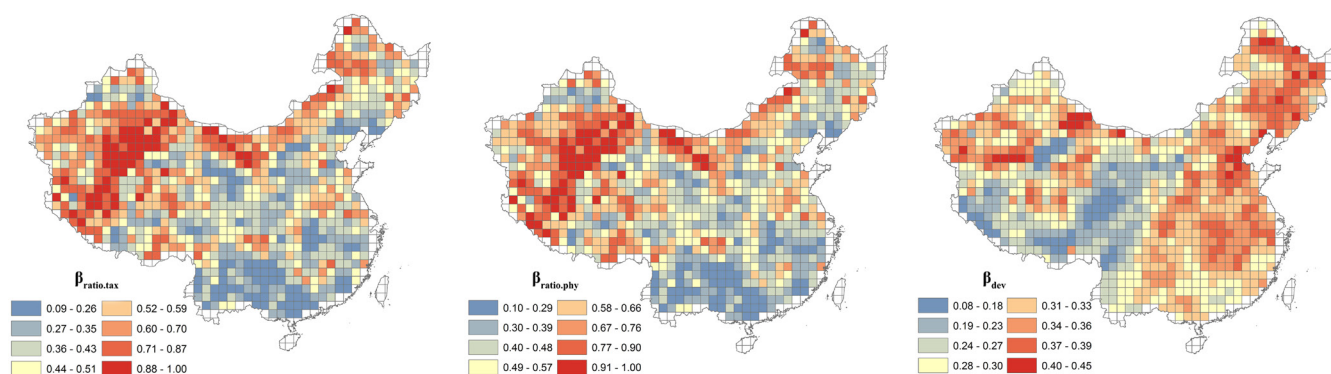 βratio.tax
0.09 - 0.26 0.52 - 0.59
0.27 - 0.35 0.60 - 0.70
0.36 - 0.43 0.71 - 0.87
0.44 - 0.51 0.88 - 1.00
βratio.phy
0.10 - 0.29 0.58 - 0.66
0.30 - 0.39 0.67 - 0.76
0.40 - 0.48 0.77 - 0.90
0.49 - 0.57 0.91 - 1.00
βdev
0.08 - 0.18 0.31 - 0.33
0.19 - 0.23 0.34 - 0.36
0.24 - 0.27 0.37 - 0.39
0.28 - 0.30 0.40 - 0.45